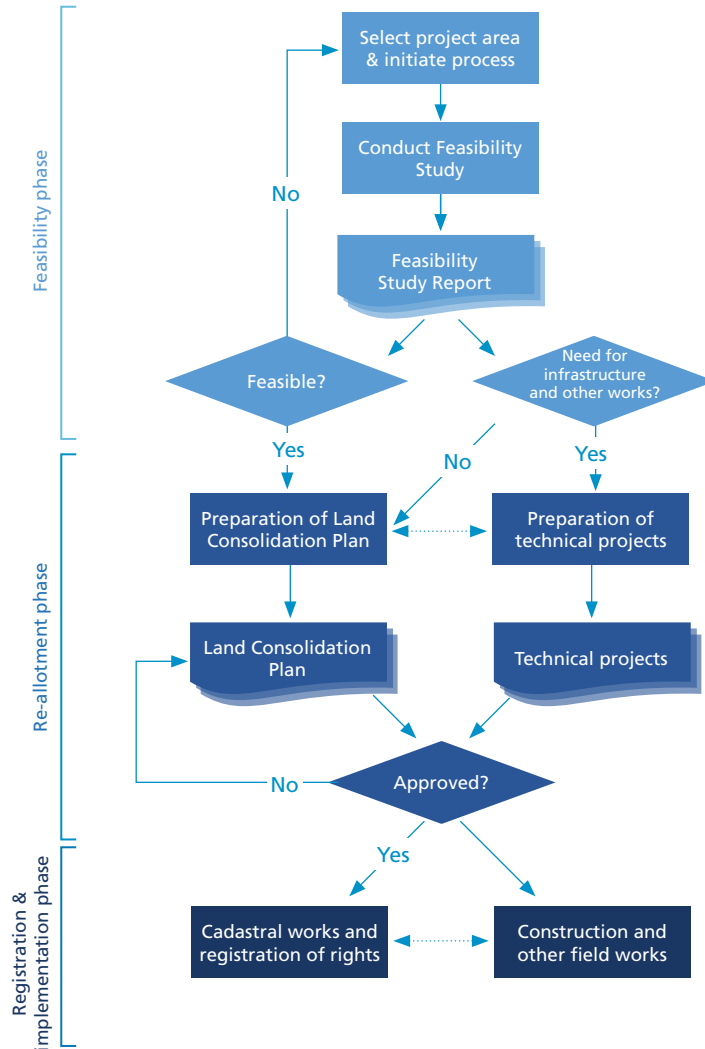 Feasibility phase
Select project area
& initiate process
Conduct Feasibility
Study
No
Feasibility
Study Report
Feasible?
Need for
infrastructure
and other works?
Yes
No
Yes
Re-allotment phase
Preparation of Land
Consolidation Plan
Preparation of
technical projects
Land Consolidation
Plan
Technical projects
No
Approved?
Yes
Registration &
implementation phase
Cadastral works and
registration of rights
Construction and
other field works